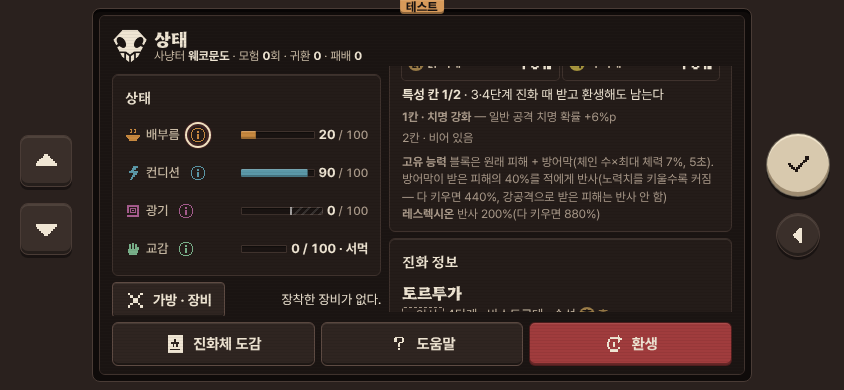 테스트
상태
사냥터 웨코문도 · 모험 0회 · 귀환 0 · 패배 0
상태
배부름 20 / 100
컨디션 90 / 100
광기 0 / 100
교감 0 / 100 · 서먹
가방 · 장비
장착한 장비가 없다.
특성 칸 1/2 · 3·4단계 진화 때 받고 환생해도 남는다
1칸 · 치명 강화 — 일반 공격 치명 확률 +6%p
2칸 · 비어 있음
고유 능력 블록은 원래 피해 + 방어막(체인 수×최대 체력 7%, 5초).
방어막이 받은 피해의 40%를 적에게 반사(노력치를 키울수록 커짐
— 다 키우면 440%, 강공격으로 받은 피해는 반사 안 함)
레스렉시온 반사 200%(다 키우면 880%)
진화 정보
토르투가
진화체 도감
? 도움말
환생